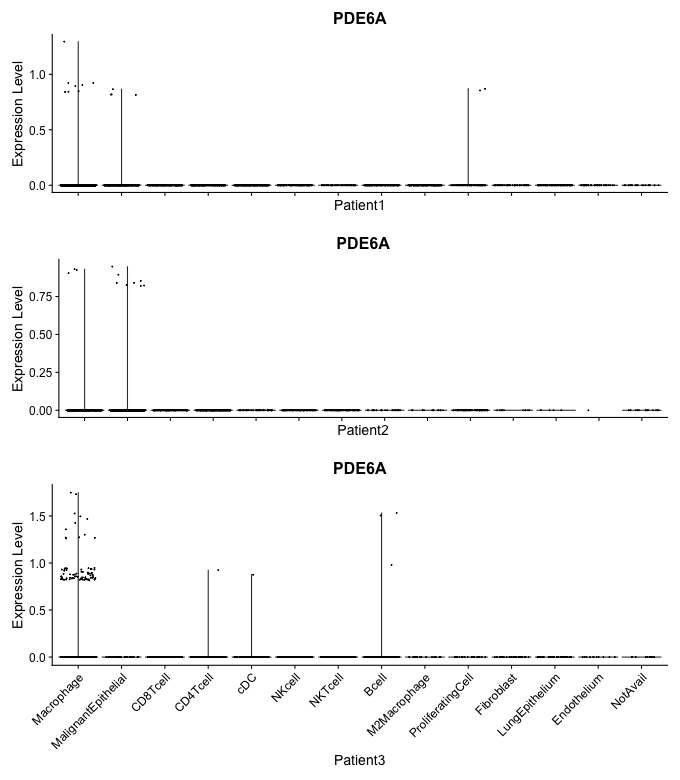 PDE6A
Expression Level
1.0
0.5
0.0
Patient1
PDE6A
Expression Level
0.75
0.50
0.25
0.00
Patient2
PDE6A
Expression Level
1.5
1.0
0.5
0.0
Macrophage
MalignantEpithelial
CD8Tcell
CD4Tcell
cDC
NKcell
NKTcell
Bcell
M2Macrophage
ProliferatingCell
Fibroblast
LungEpithelium
Endothelium
NotAvail
Patient3